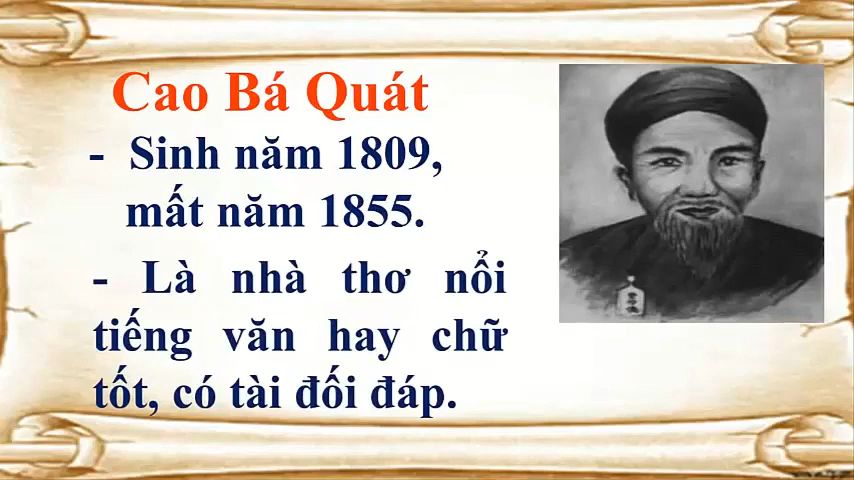 Cao Bá Quát
- Sinh năm 1809,
mất năm 1855.
- Là nhà thơ nổi
tiếng văn hay chữ
tốt, có tài đối đáp.